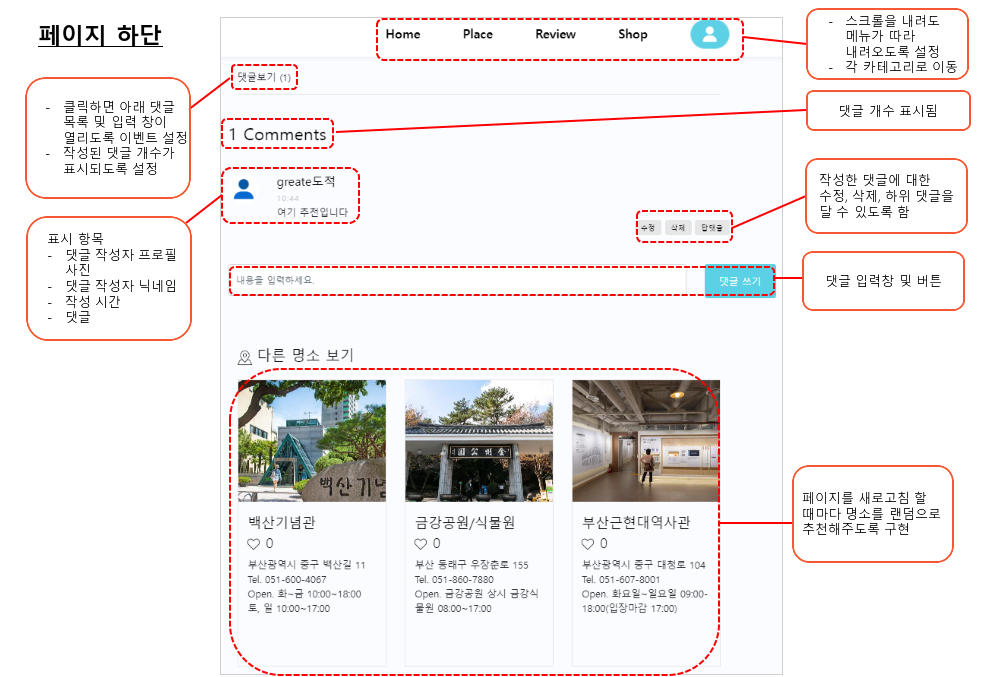 페이지 하단
Home Place Review Shop
- 스크롤을 내려도
메뉴가 따라
내려오도록 설정
- 각 카테고리로 이동
댓글보기 (1)
- 클릭하면 아래 댓글
목록 및 입력 창이
열리도록 이벤트 설정
- 작성된 댓글 개수가
표시되도록 설정
1 Comments
댓글 개수 표시됨
greate도적
10:44
여기 추천입니다
작성한 댓글에 대한
수정, 삭제, 하위 댓글을
달 수 있도록 함
수정 삭제 답댓글
표시 항목
- 댓글 작성자 프로필
사진
- 댓글 작성자 닉네임
- 작성 시간
- 댓글
내용을 입력하세요.
댓글 쓰기
댓글 입력창 및 버튼
다른 명소 보기
백산기념
金剛公園
백산기념관
0
부산광역시 중구 백산길 11
Tel. 051-600-4067
Open. 화~금 10:00~18:00
토, 일 10:00~17:00
금강공원/식물원
0
부산 동래구 우장춘로 155
Tel. 051-860-7880
Open. 금강공원 상시 금강식
물원 08:00~17:00
부산근현대역사관
0
부산광역시 중구 대청로 104
Tel. 051-607-8001
Open. 화요일~일요일 09:00-
18:00(입장마감 17:00)
페이지를 새로고침 할
때마다 명소를 랜덤으로
추천해주도록 구현